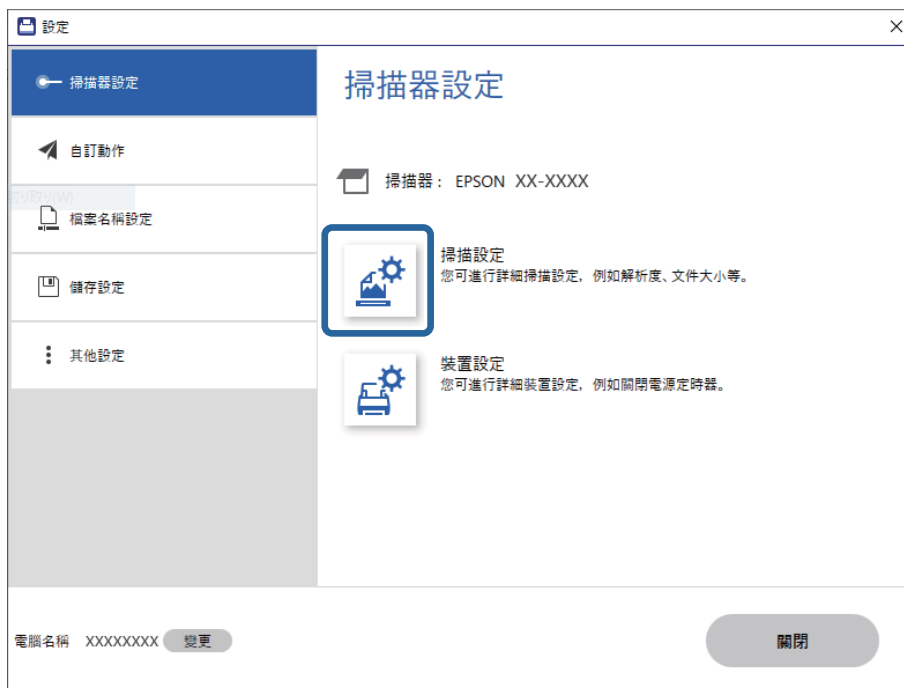 設定
掃描器設定
自訂動作
切り取り(W)
檔案名稱設定
儲存設定
其他設定
掃描器設定
掃描器： EPSON XX-XXXX
掃描設定
您可進行詳細掃描設定，例如解析度、文件大小等。
裝置設定
您可進行詳細裝置設定，例如關閉電源定時器。
電腦名稱 XXXXXXXX 變更
關閉